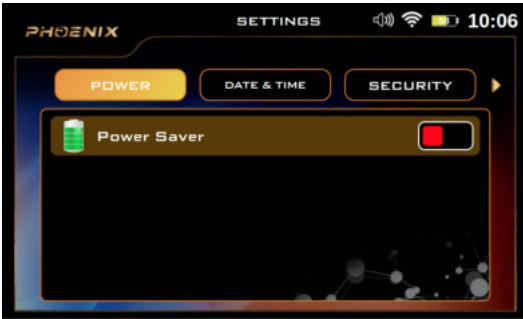 PHOENIX
SETTINGS
10:06
POWER
DATE & TIME
SECURITY
Power Saver